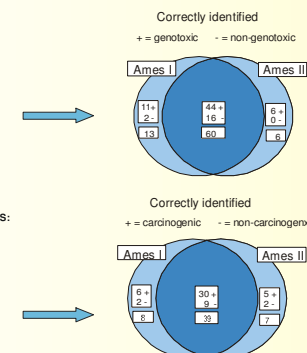 Correctly identified
+ = genotoxic - = non-genotoxic
Ames I Ames II
11+ 44 + 6 +
2 - 16 - 0 -
13 60 6
Correctly identified
S:
+ = carcinogenic - = non-carcinogenx
Ames I Ames II
6 + 30 + 5 +
2 - 9 - 2 -
8 39 7